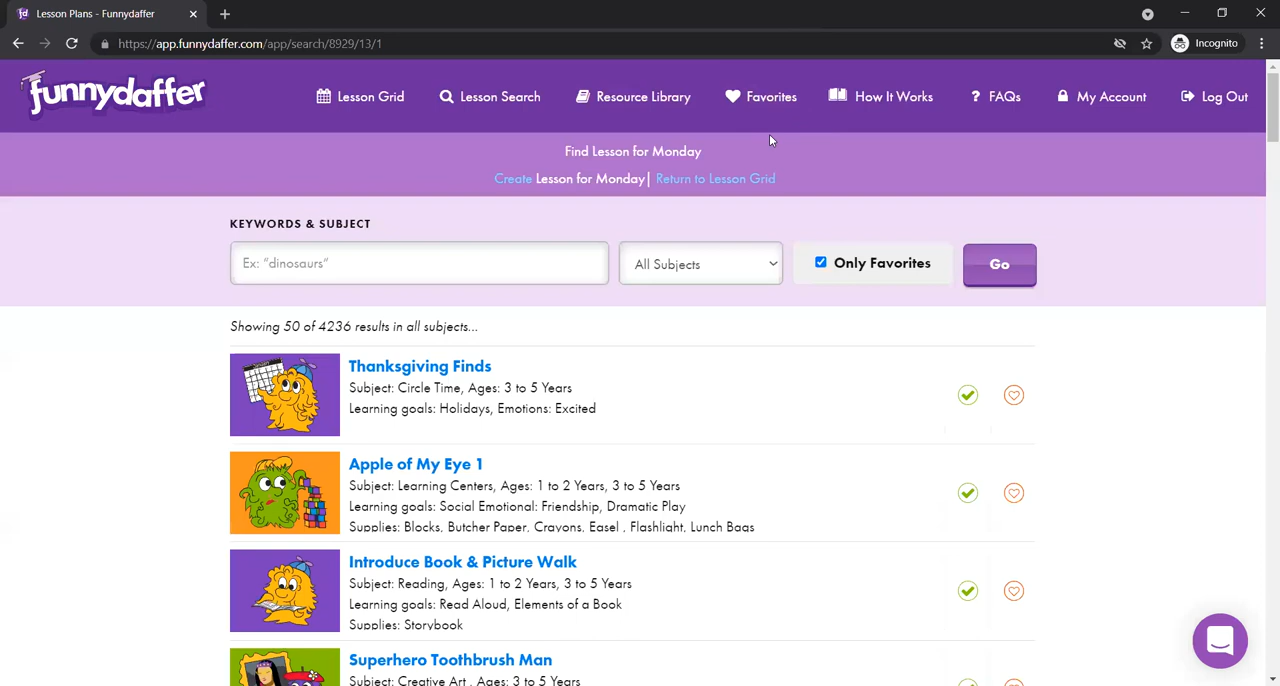 Lesson Plans - Funnydaffer
https://app.funnydaffer.com/app/search/8929/13/1
Incognito
funnydaffer
Lesson Grid
Lesson Search
Resource Library
Favorites
How It Works
? FAQs
My Account
Log Out
Find Lesson for Monday
Create Lesson for Monday| Return to Lesson Grid
KEYWORDS & SUBJECT
Ex: "dinosaurs"
All Subjects
Only Favorites
Go
Showing 50 of 4236 results in all subjects...
Thanksgiving Finds
Subject: Circle Time, Ages: 3 to 5 Years
Learning goals: Holidays, Emotions: Excited
Apple of My Eye 1
Subject: Learning Centers, Ages: 1 to 2 Years, 3 to 5 Years
Learning goals: Social Emotional: Friendship, Dramatic Play
Supplies: Blocks, Butcher Paper, Crayons, Easel , Flashlight, Lunch Bags
Introduce Book & Picture Walk
Subject: Reading, Ages: 1 to 2 Years, 3 to 5 Years
Learning goals: Read Aloud, Elements of a Book
Supplies: Storybook
Superhero Toothbrush Man
Subject: Creative Art , Ages: 3 to 5 Years